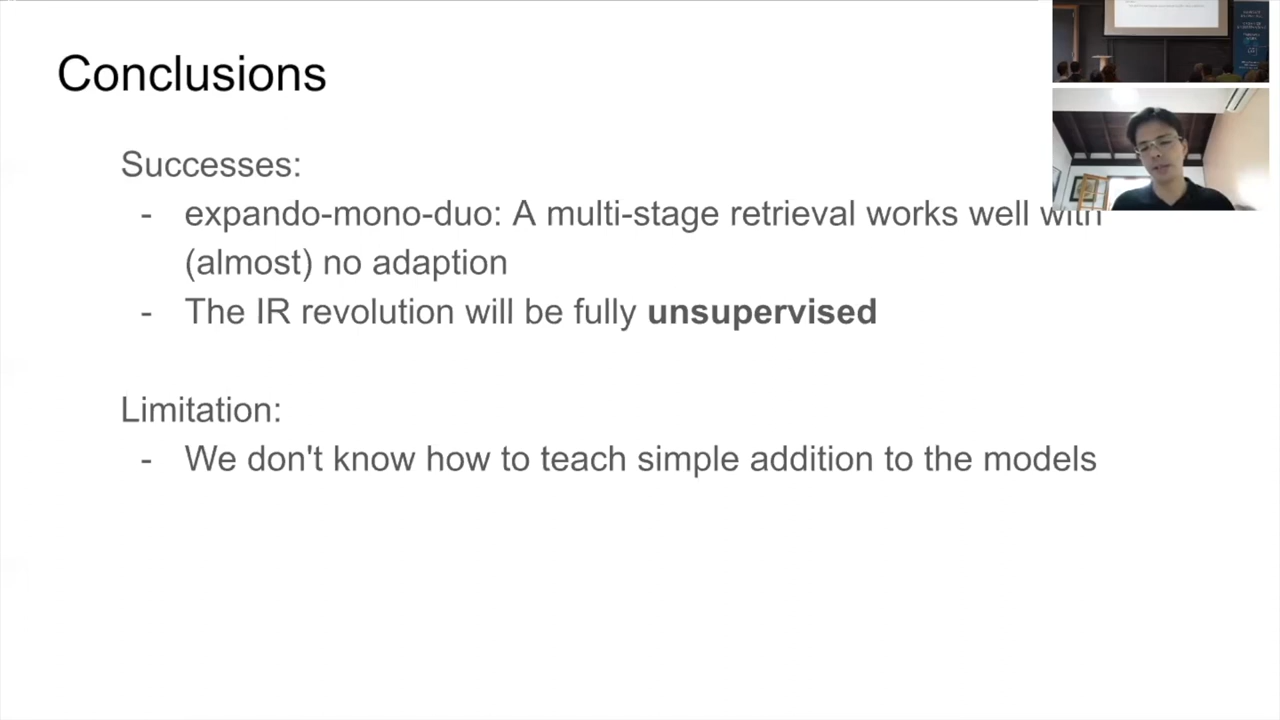 Conclusions
Successes:
- expando-mono-duo: A multi-stage retrieval works well with
(almost) no adaption
- The IR revolution will be fully unsupervised
Limitation:
- We don't know how to teach simple addition to the models